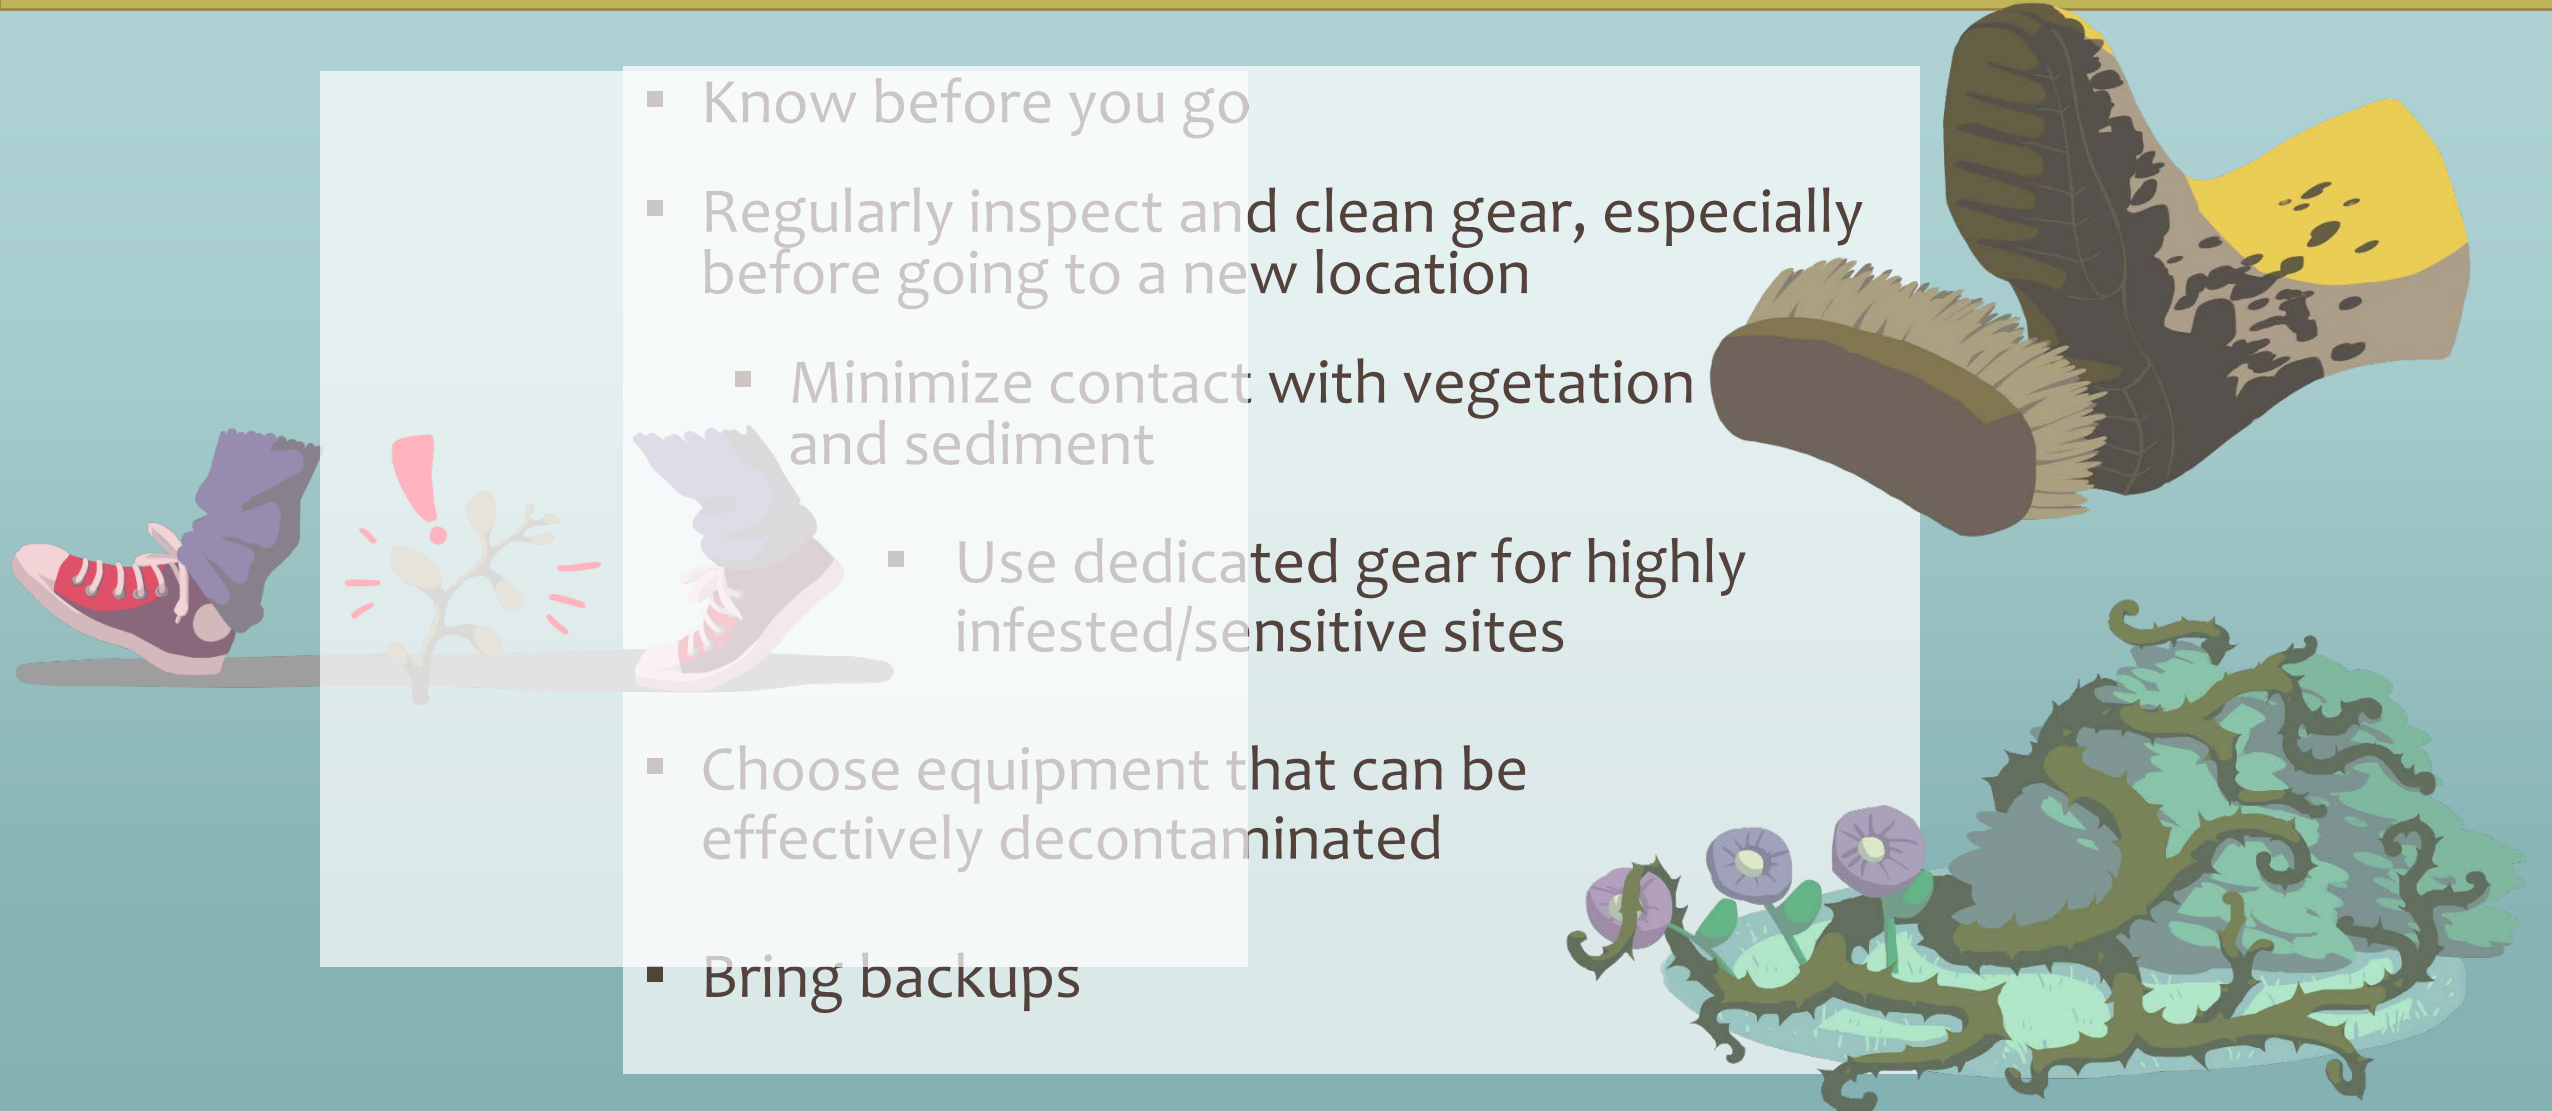 ▪ Know before you go
▪ Regularly inspect and clean gear, especially
before going to a new location
▪ Minimize contact with vegetation
and sediment
▪ Use dedicated gear for highly
infested/sensitive sites
▪ Choose equipment that can be
effectively decontaminated
▪ Bring backups